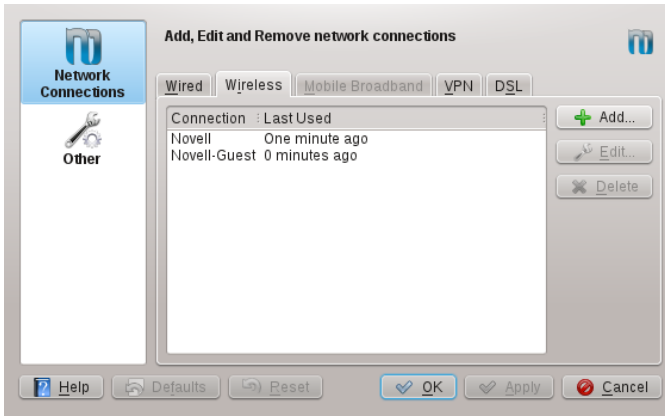 Add, Edit and Remove network connections
Network
Connections
Other
Wired Wireless Mobile Broadband VPN DSL
Connection Last Used
Novell One minute ago
Novell-Guest 0 minutes ago
Add...
Edit...
Delete
Help Defaults Reset OK Apply Cancel